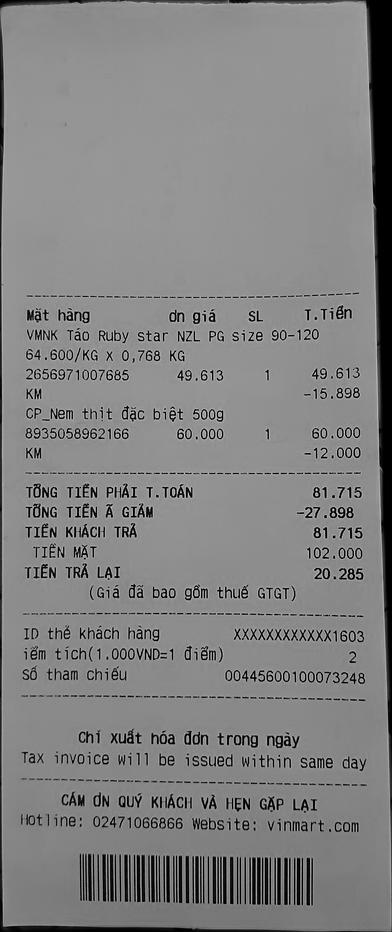 Mặt hàng đn giá SL T.Tiền
VMNK Táo Ruby star NZL PG size 90-120
64.600/KG X 0,768 KG
2656971007685 49.613 1 49.613
KM -15.898
CP_Nem thịt đặc biệt 500g
8935058962166 60.000 1 60.000
KM -12.000
TỔNG TIỀN PHẢI T.TOÁN 81.715
TỔNG TIỀN Ã GIẢM -27.898
TIỀN KHÁCH TRẢ 81.715
TIỀN MẶT 102.000
TIỀN TRẢ LẠI 20.285
(Giá đã bao gồm thuế GTGT)
ID thẻ khách hàng XXXXXXXXXXXX1603
iểm tích(1.000VND=1 điểm) 2
Số tham chiếu 00445600100073248
Chỉ xuất hóa đơn trong ngày
Tax invoice will be issued within same day
CẢM ƠN QUÝ KHÁCH VÀ HẸN GẶP LẠI
Hotline: 02471066866 Website: vinmart.com